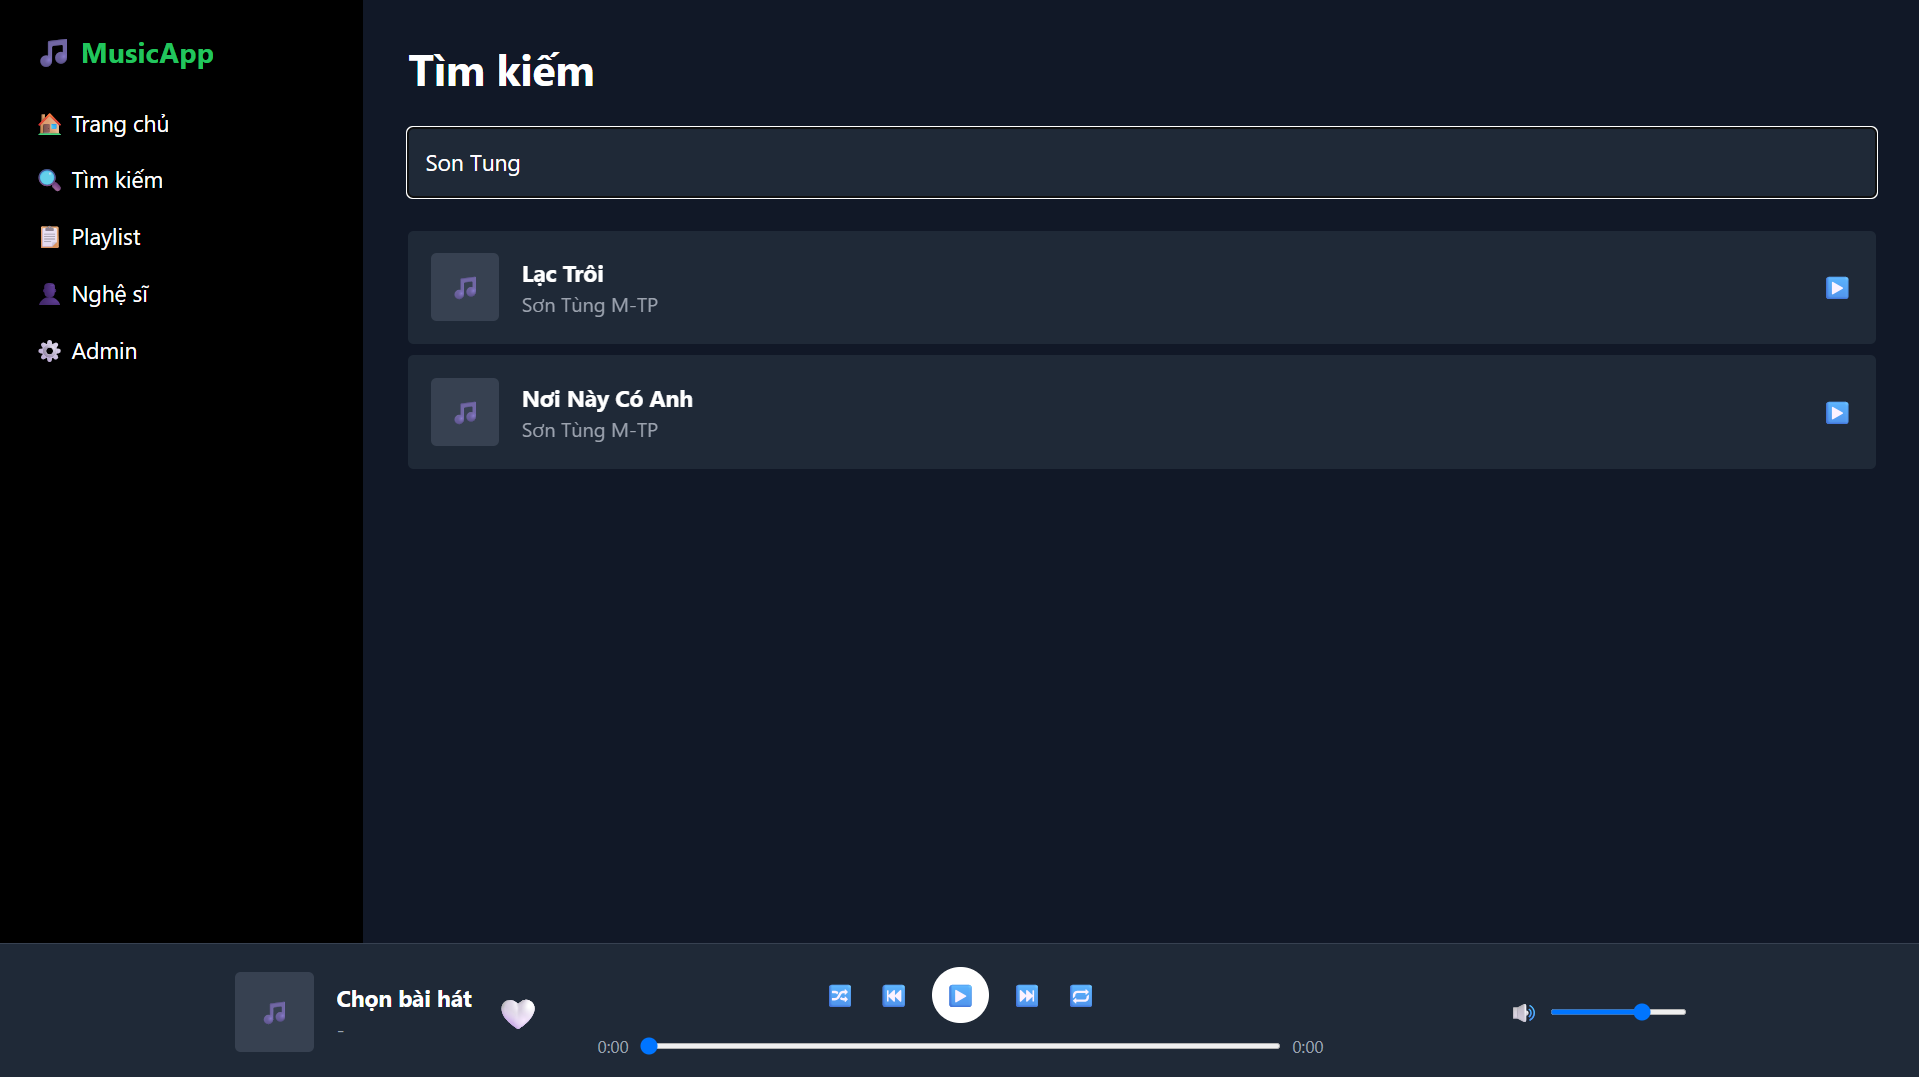 MusicApp
Trang chủ
Tìm kiếm
Playlist
Nghệ sĩ
Admin
Tìm kiếm
Son Tung
Lạc Trôi
Sơn Tùng M-TP
Nơi Này Có Anh
Sơn Tùng M-TP
Chọn bài hát
-
0:00
0:00